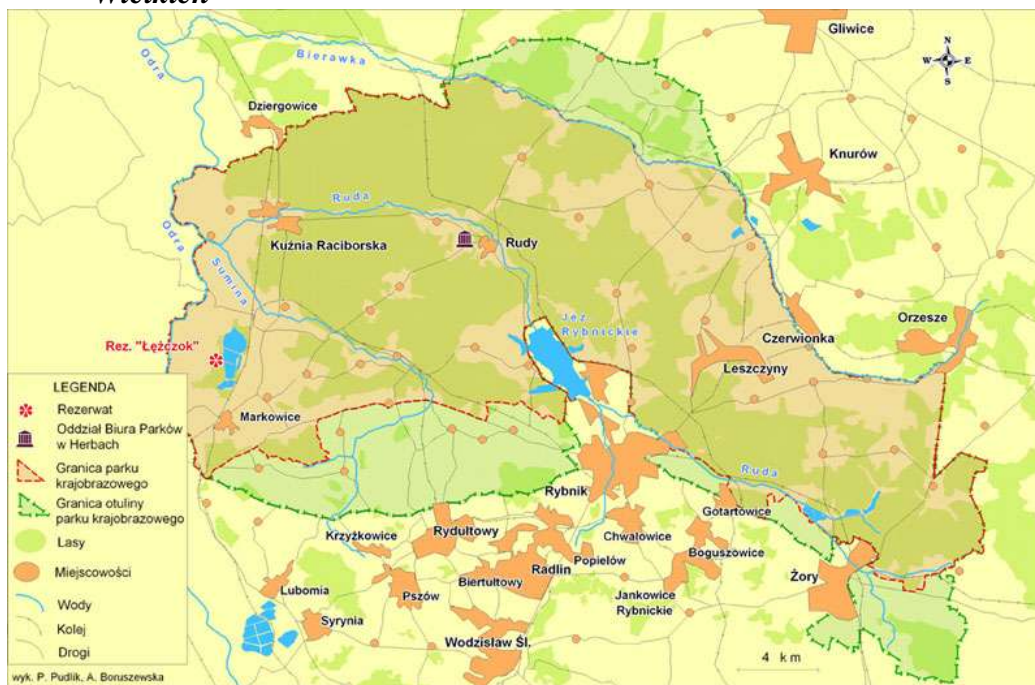 Gliwice
N
W E
S
Odra
Bierawka
Dziergowice
Knurów
Ruda
Kuźnia Raciborska
Rudy
Odra
Sumina
Jez.
Rybnickie
Orzesze
Czerwionka
Rez. "Łężczok"
Leszczyny
LEGENDA
Rezerwat
Oddział Biura Parków
w Herbach
Granica parku
krajobrazowego
Granica otuliny
parku krajobrazowego
Lasy
Miejscowości
Wody
Kolej
Drogi
wyk. P. Pudlik, A. Boruszewska
Markowice
Ruda
Rybnik
Gotartowice
Krzyżkowice
Rydułtowy
Chwałowice
Boguszowice
Radlin
Popielów
Żory
Lubomia
Pszów
Biertułtowy
Jankowice
Rybnickie
Syrynia
Wodzisław Śl.
4 km